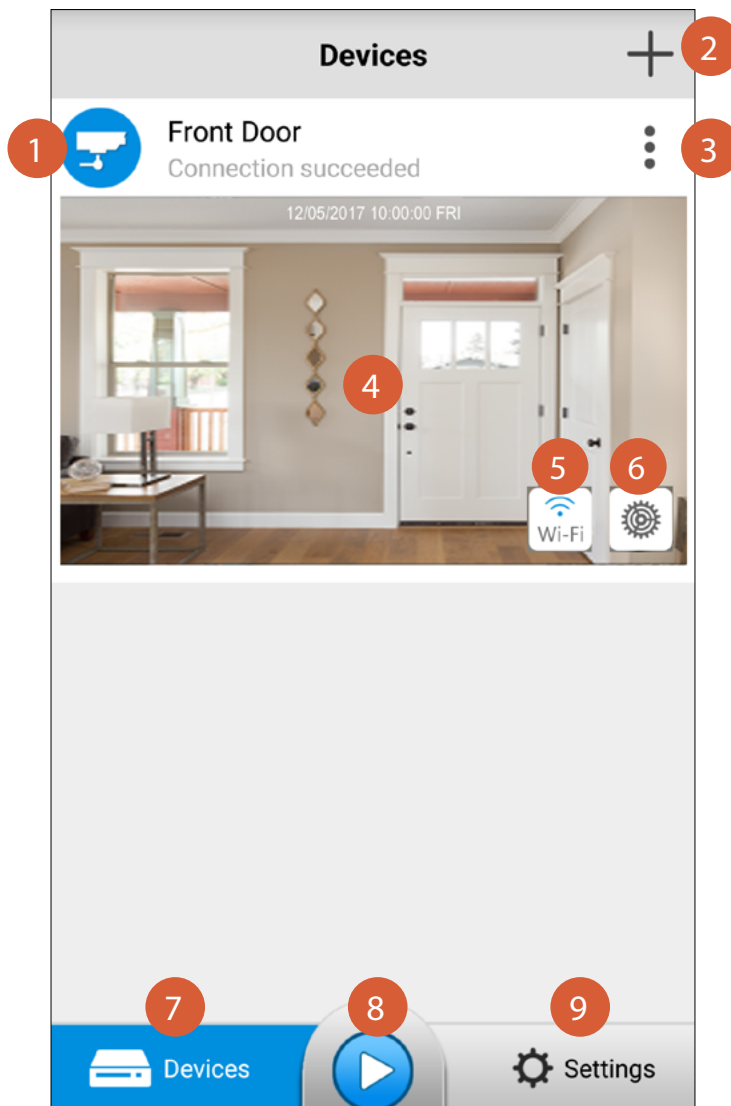 Devices
2
1
Front Door
Connection succeeded
3
12/05/2017 10:00:00 FRI
4
5
6
Wi-Fi
7
8
9
Devices
Settings